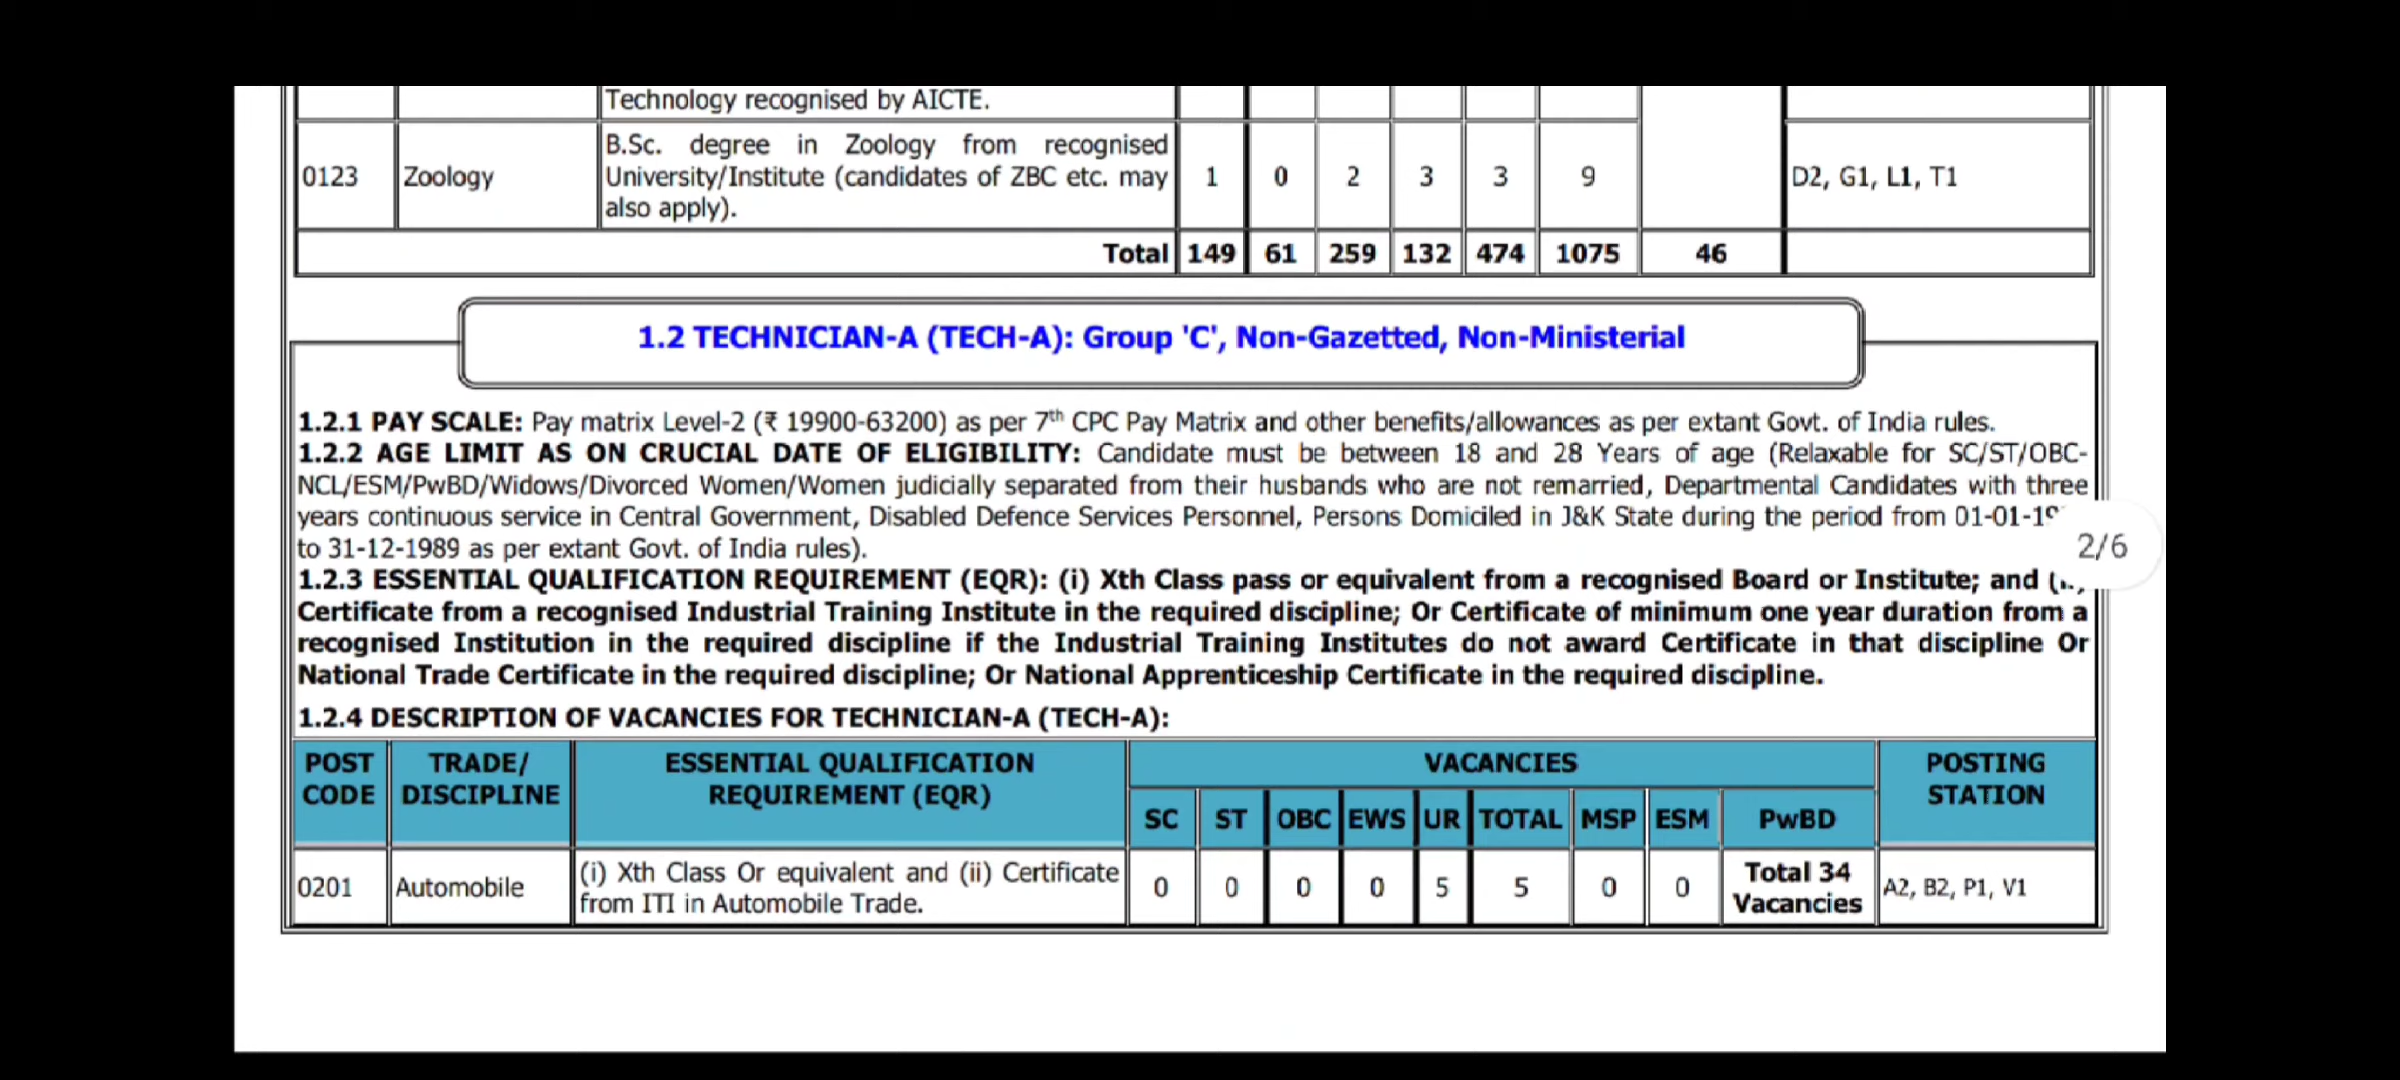 Technology recognised by AICTE.
0123 Zoology B.Sc. degree in Zoology from recognised University/Institute (candidates of ZBC etc. may also apply). 1 0 2 3 3 9 D2, G1, L1, T1
Total 149 61 259 132 474 1075 46
1.2 TECHNICIAN-A (TECH-A): Group 'C', Non-Gazetted, Non-Ministerial
1.2.1 PAY SCALE: Pay matrix Level-2 (₹ 19900-63200) as per 7th CPC Pay Matrix and other benefits/allowances as per extant Govt. of India rules.
1.2.2 AGE LIMIT AS ON CRUCIAL DATE OF ELIGIBILITY: Candidate must be between 18 and 28 Years of age (Relaxable for SC/ST/OBC-
NCL/ESM/PwBD/Widows/Divorced Women/Women judicially separated from their husbands who are not remarried, Departmental Candidates with three
years continuous service in Central Government, Disabled Defence Services Personnel, Persons Domiciled in J&K State during the period from
to 31-12-1989 as per extant Govt. of India rules).
2/6
1.2.3 ESSENTIAL QUALIFICATION REQUIREMENT (EQR): (i) Xth Class pass or equivalent from a recognised Board or Institute; and
Certificate from a recognised Industrial Training Institute in the required discipline; Or Certificate of minimum one year duration from a
recognised Institution in the required discipline if the Industrial Training Institutes do not award Certificate in that discipline Or
National Trade Certificate in the required discipline; Or National Apprenticeship Certificate in the required discipline.
1.2.4 DESCRIPTION OF VACANCIES FOR TECHNICIAN-A (TECH-A):
POST CODE TRADE/ DISCIPLINE ESSENTIAL QUALIFICATION REQUIREMENT (EQR) VACANCIES POSTING STATION
SC ST OBC EWS UR TOTAL MSP ESM PwBD
0201 Automobile (i) Xth Class Or equivalent and (ii) Certificate from ITI in Automobile Trade. 0 0 0 0 5 5 0 0 Total 34 Vacancies A2, B2, P1, V1